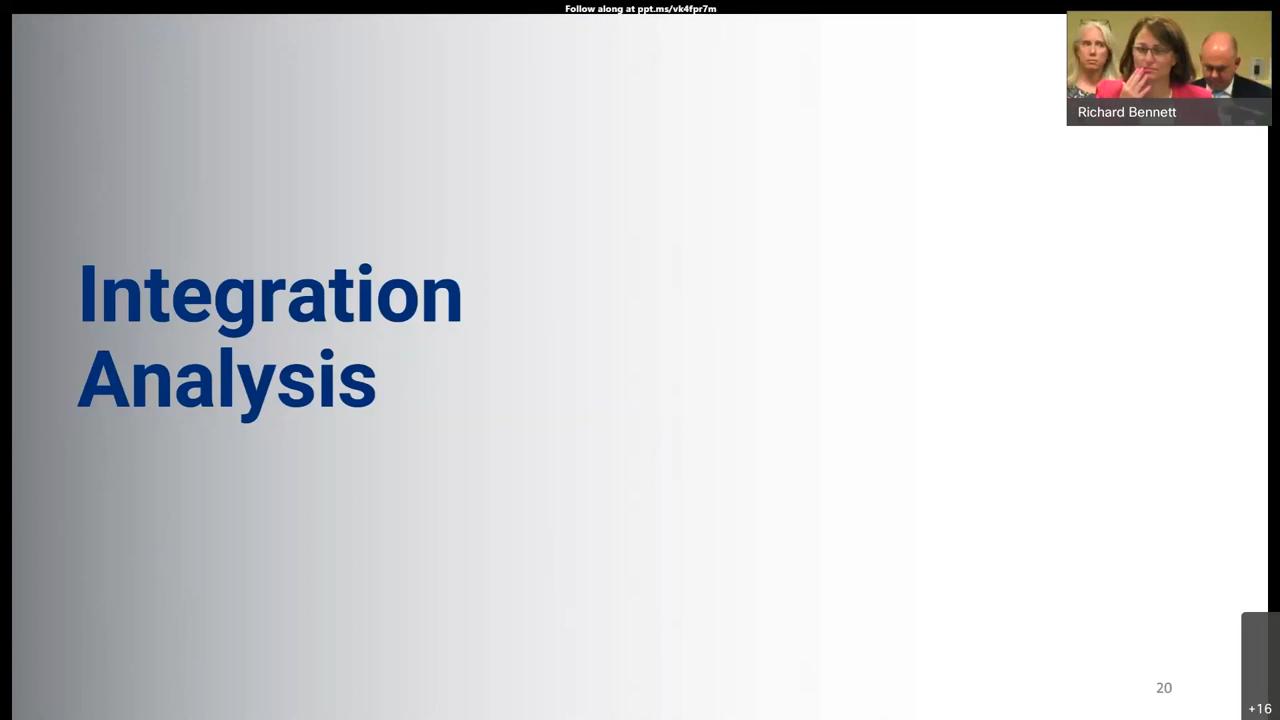 Follow along at ppt.ms/vk4fpr7m
Richard Bennett
Integration
Analysis
20
+16